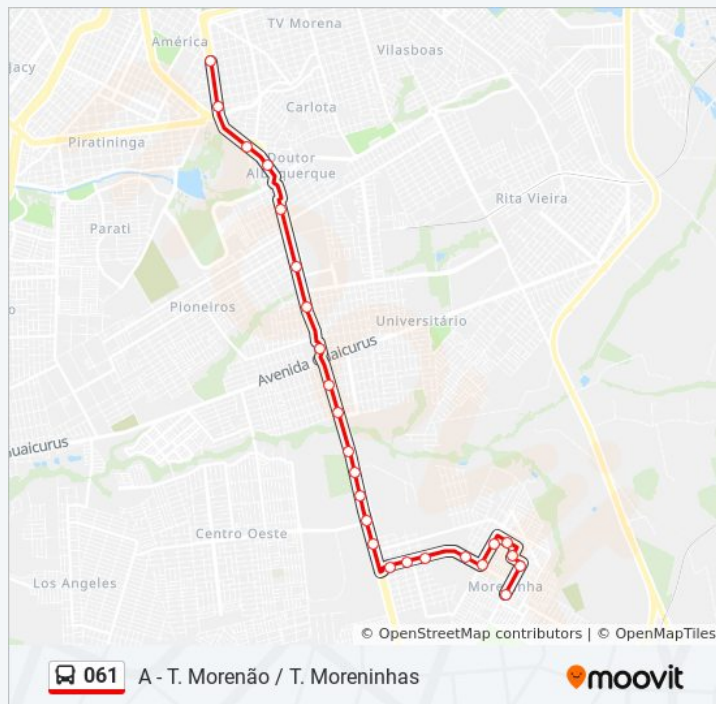 TV Morena
América
Vilasboas
Jacy
Carlota
Piratininga
Doutor
Albuquerque
Rita Vieira
Parati
Pioneiros
Universitário
Avenida Guaicurus
Guaicurus
Centro Oeste
Los Angeles
Moreninha
© OpenStreetMap contributors | © OpenMapTiles
061 A - T. Morenão / T. Moreninhas
moovit